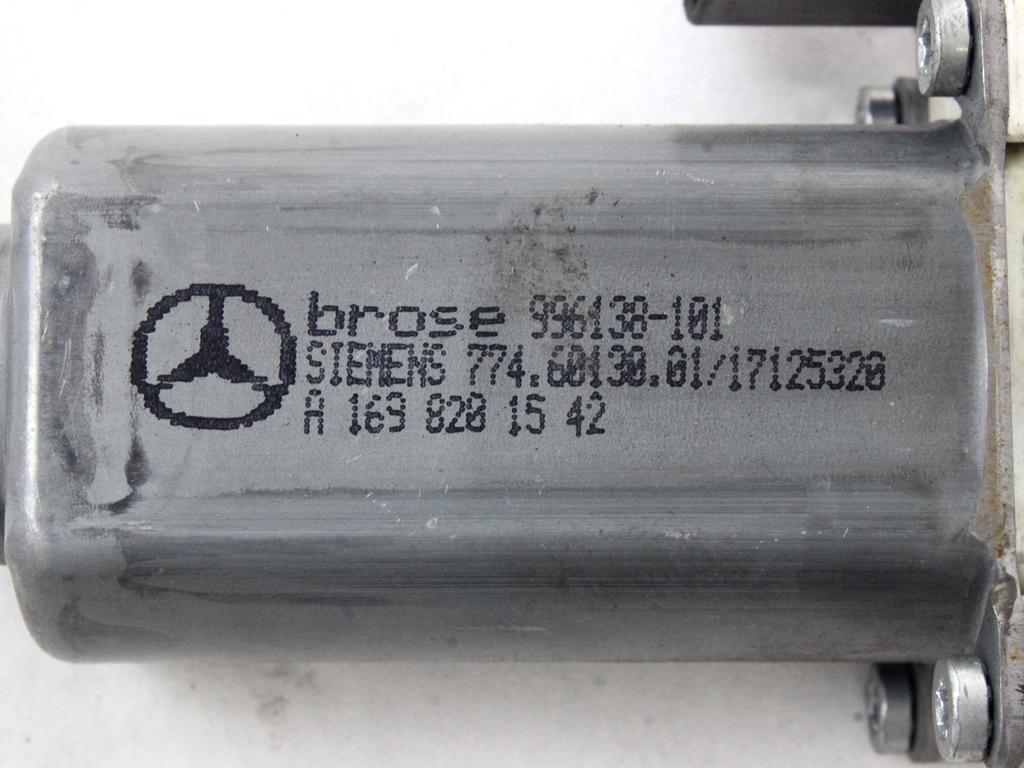 brose 996138-101
SIEMENS 774.60130.01/17125320
A 169 820 15 42